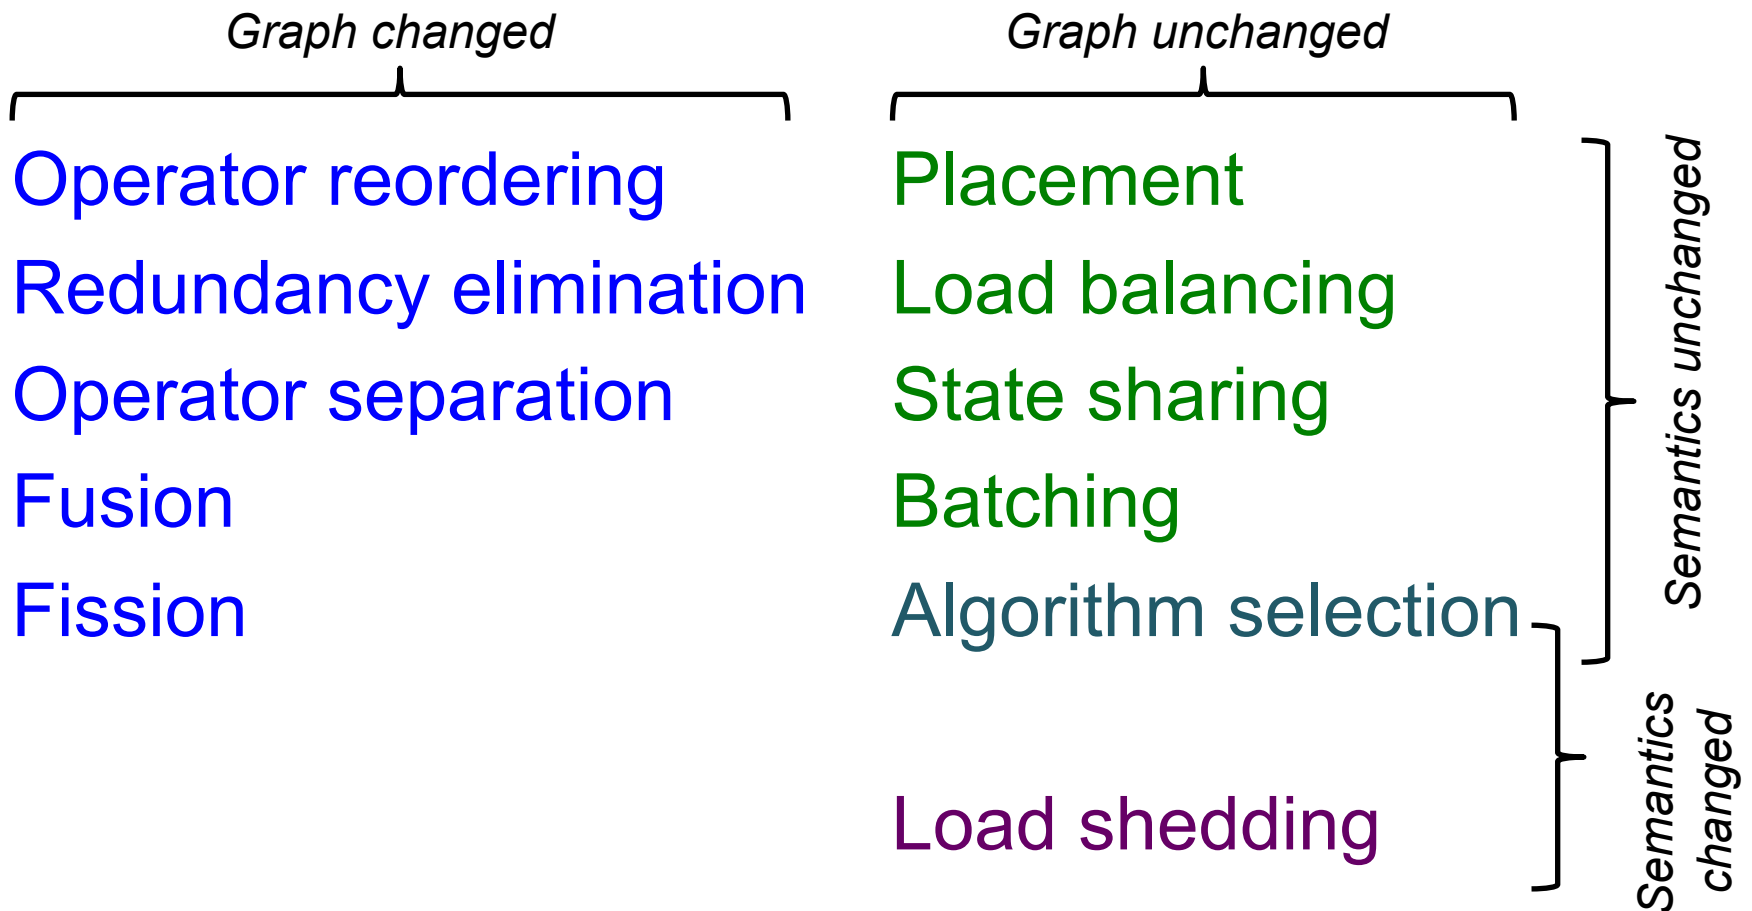 Graph changed
Graph unchanged
Operator reordering
Redundancy elimination
Operator separation
Fusion
Fission
Placement
Load balancing
State sharing
Batching
Algorithm selection
Load shedding
Semantics unchanged
Semantics
changed